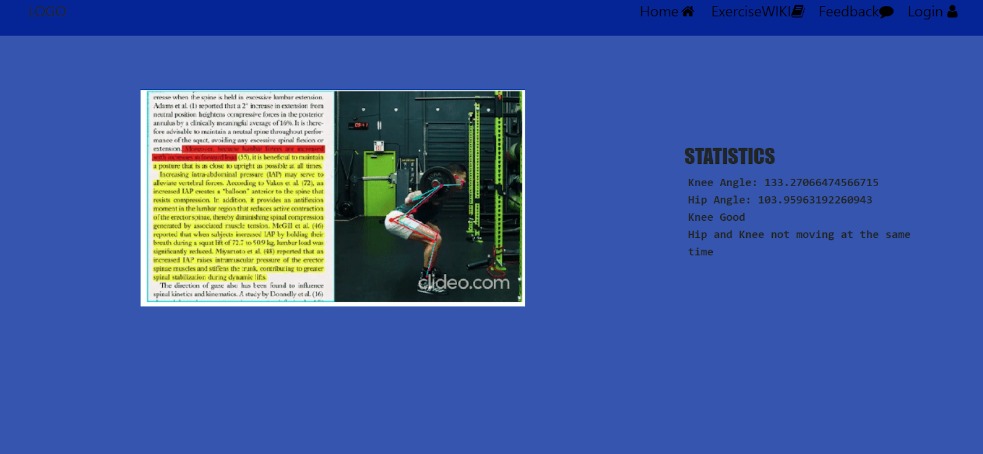 Home
ExerciseWIKI
Feedback
Login
crease when the spine is held in excessive lumbar extension.
Adams et al. (1) reported that a 2° increase in extension from
neutral position heightens compressive forces in the posterior
annulus by a clinically meaningful average of 16%. It is there-
fore advisable to maintain a neutral spine throughout perfor-
mance of the squat, avoiding any excessive spinal flexion or
extension. Moreover, because lumbar forces are increased
with increases in forward lean (35), it is beneficial to maintain
a posture that is as close to upright as possible at all times.
Increasing intra-abdominal pressure (IAP) may serve to
alleviate vertebral forces. According to Vakos et al. (72), an
increased IAP creates a "balloon" anterior to the spine that
resists compression. In addition, it provides an antiflexion
moment in the lumbar region that reduces active contraction
of the erector spinae, thereby diminishing spinal compression
generated by associated muscle tension. McGill et al. (46)
reported that when subjects increased IAP by holding their
breath during a squat lift of 72.7 to 90.9 kg, lumbar load was
significantly reduced. Miyamoto et al. (48) reported that an
increased IAP raises intramuscular pressure of the erector
spinae muscles and stiffens the trunk, contributing to greater
spinal stabilization during dynamic lifts.
The direction of gaze also has been found to influence
spinal kinetics and kinematics. A study by Donnelly et al. (16)
clideo.com
STATISTICS
Knee Angle: 133.27066474566715
Hip Angle: 103.95963192260943
Knee Good
Hip and Knee not moving at the same
time